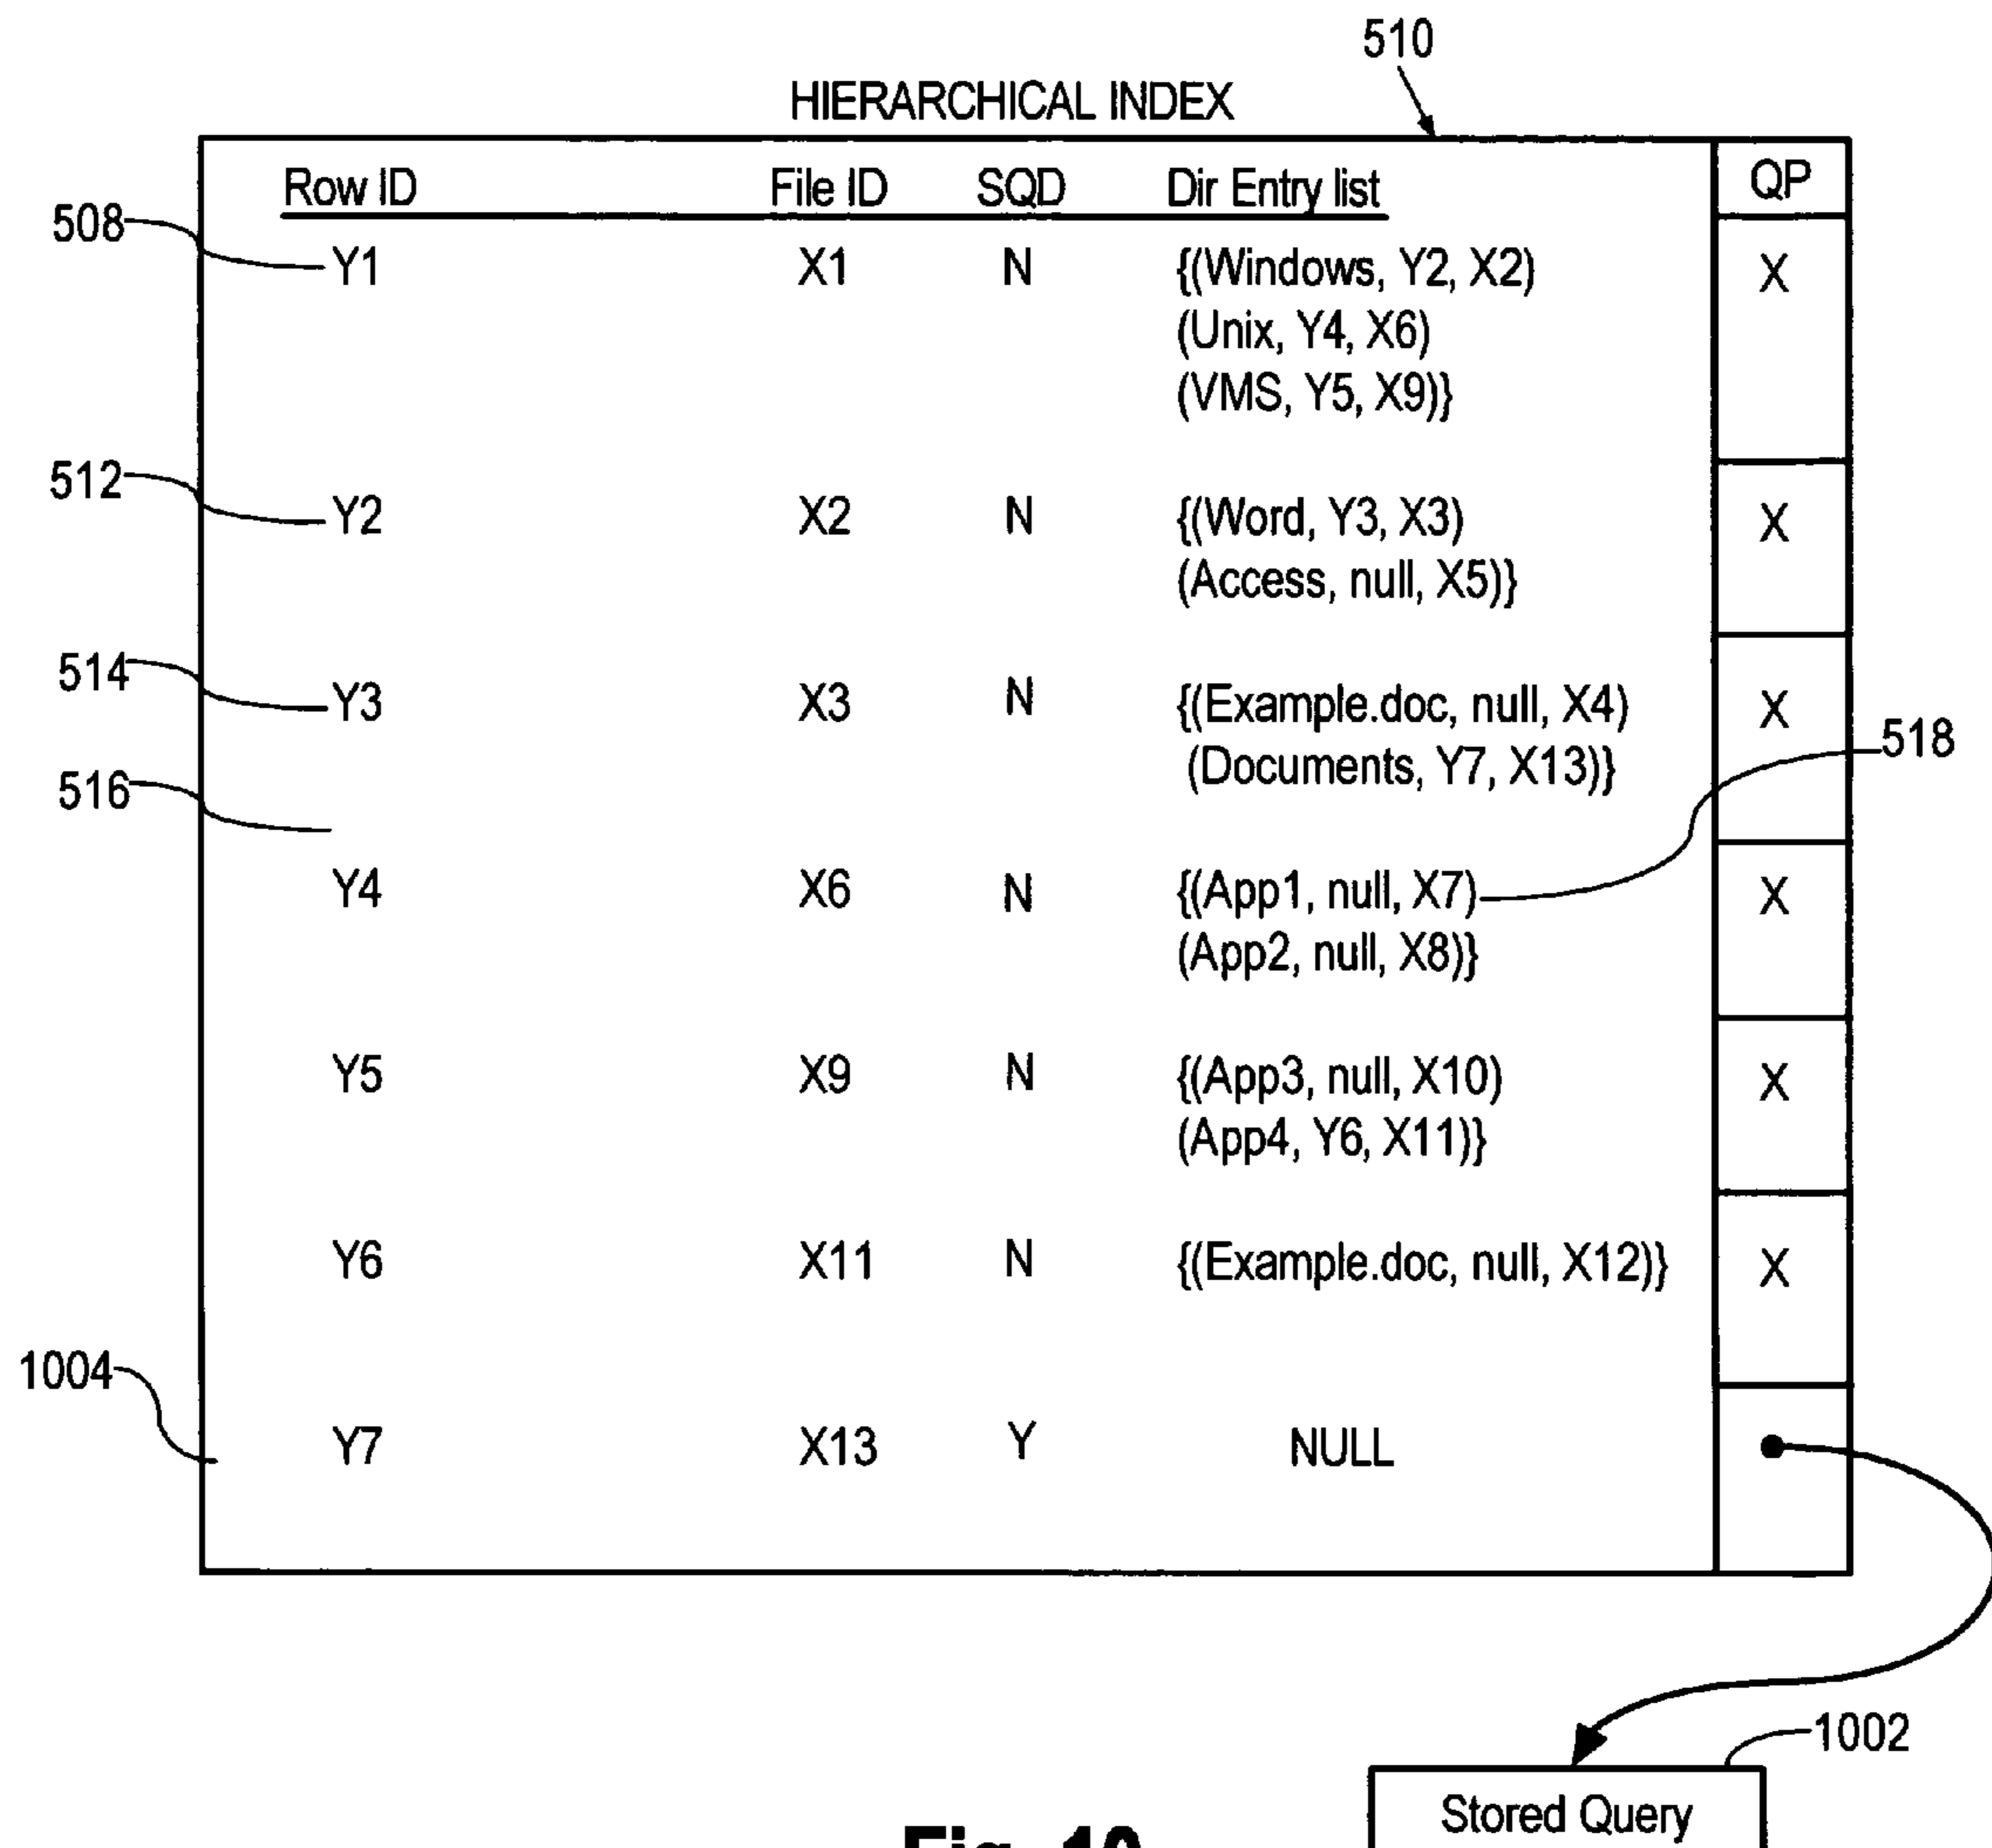 510
HIERARCHICAL INDEX
Row ID File ID SQD Dir Entry list QP
508 Y1 X1 N {(Windows, Y2, X2) X
(Unix, Y4, X6)
(VMS, Y5, X9)}
512 Y2 X2 N {(Word, Y3, X3) X
(Access, null, X5)}
514 Y3 X3 N {(Example.doc, null, X4) X
518
(Documents, Y7, X13)}
516
Y4 X6 N {(App1, null, X7) X
(App2, null, X8)}
Y5 X9 N {(App3, null, X10) X
(App4, Y6, X11)}
Y6 X11 N {(Example.doc, null, X12)} X
1004
Y7 X13 Y NULL
1002
Stored Query
Fig. 10